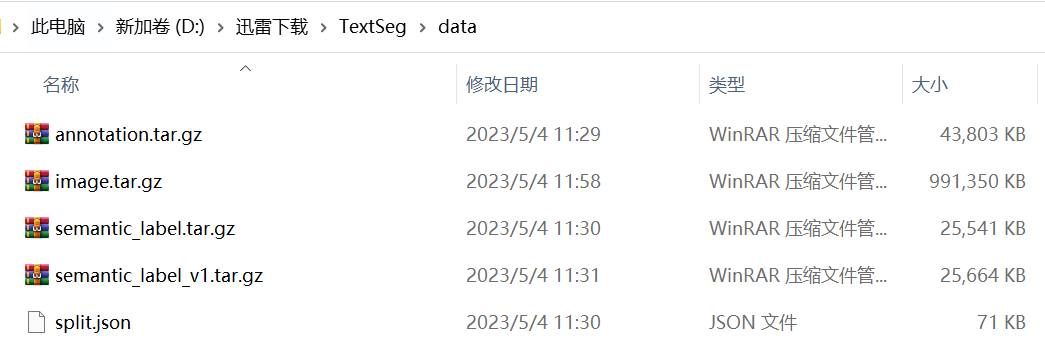 此电脑 › 新加卷 (D:) › 迅雷下载 › TextSeg › data
名称 修改日期 类型 大小
annotation.tar.gz 2023/5/4 11:29 WinRAR 压缩文件管... 43,803 KB
image.tar.gz 2023/5/4 11:58 WinRAR 压缩文件管... 991,350 KB
semantic_label.tar.gz 2023/5/4 11:30 WinRAR 压缩文件管... 25,541 KB
semantic_label_v1.tar.gz 2023/5/4 11:31 WinRAR 压缩文件管... 25,664 KB
split.json 2023/5/4 11:30 JSON 文件 71 KB